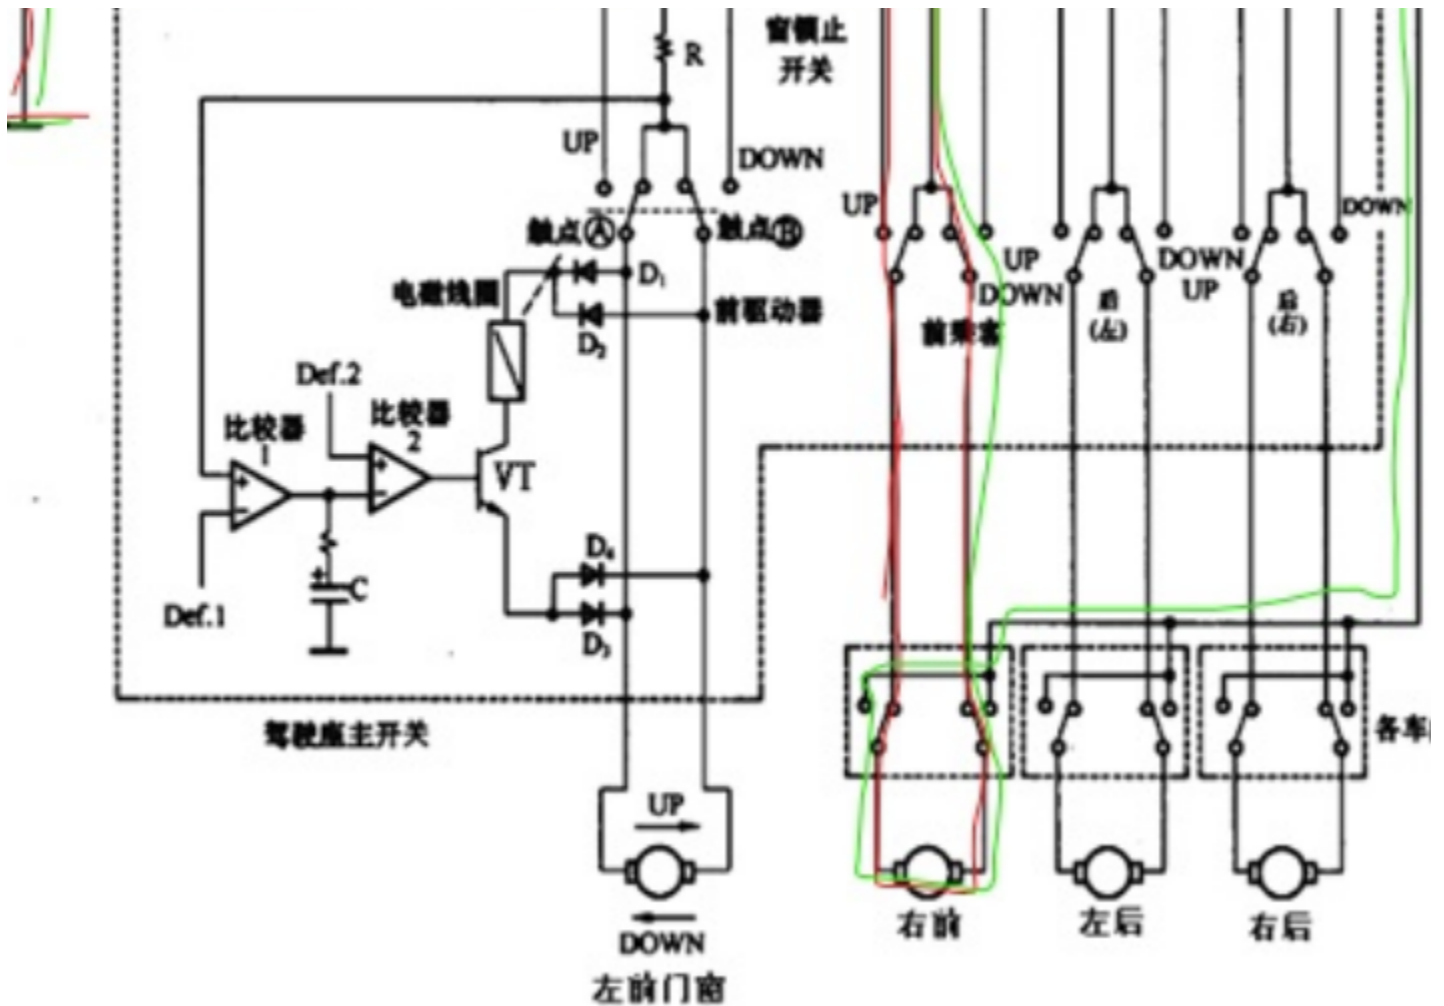 窗锁止
开关
R
UP
DOWN
触点Ⓐ
触点Ⓑ
电磁线圈
D₁
D₂
前驱动器
Def.2
比较器
1
比较器
2
VT
D₄
D₃
C
Def.1
驾驶座主开关
UP
DOWN
左前门窗
UP
UP
DOWN
前乘客
后
(左)
DOWN
UP
后
(右)
DOWN
各车
右前
左后
右后